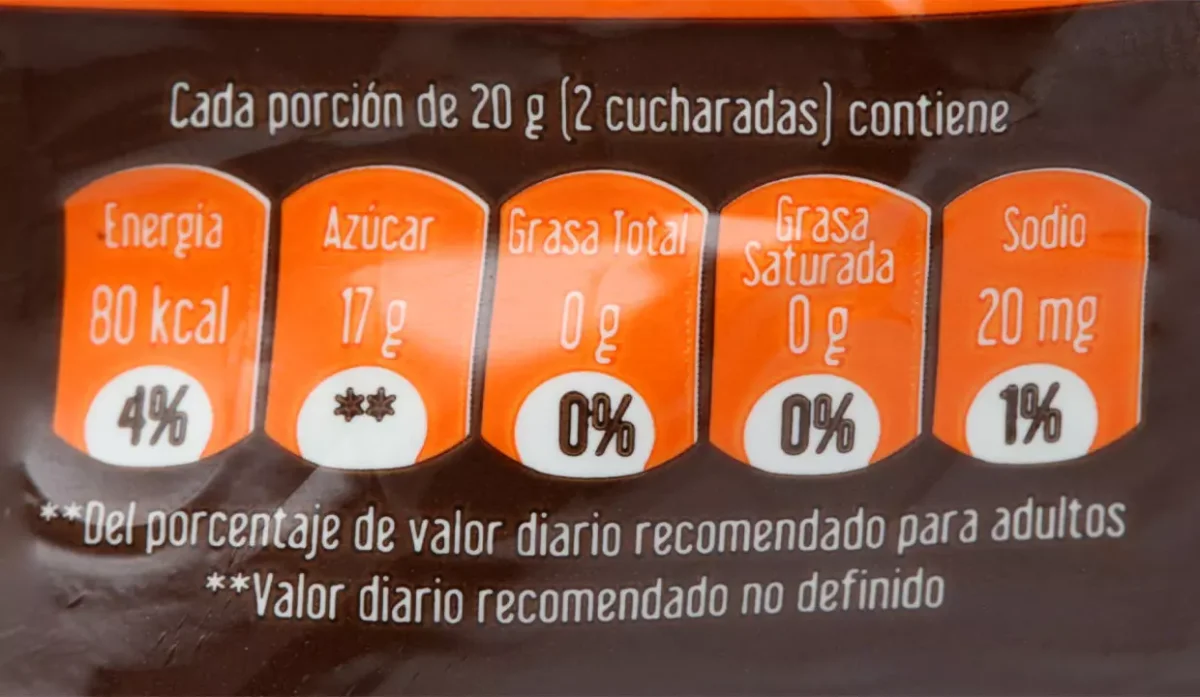 Cada porción de 20 g (2 cucharadas) contiene
Energia Azúcar Grasa Total Grasa Saturada Sodio
80 kcal 17 g 0 g 0 g 20 mg
4% ** 0% 0% 1%
**Del porcentaje de valor diario recomendado para adultos
**Valor diario recomendado no definido